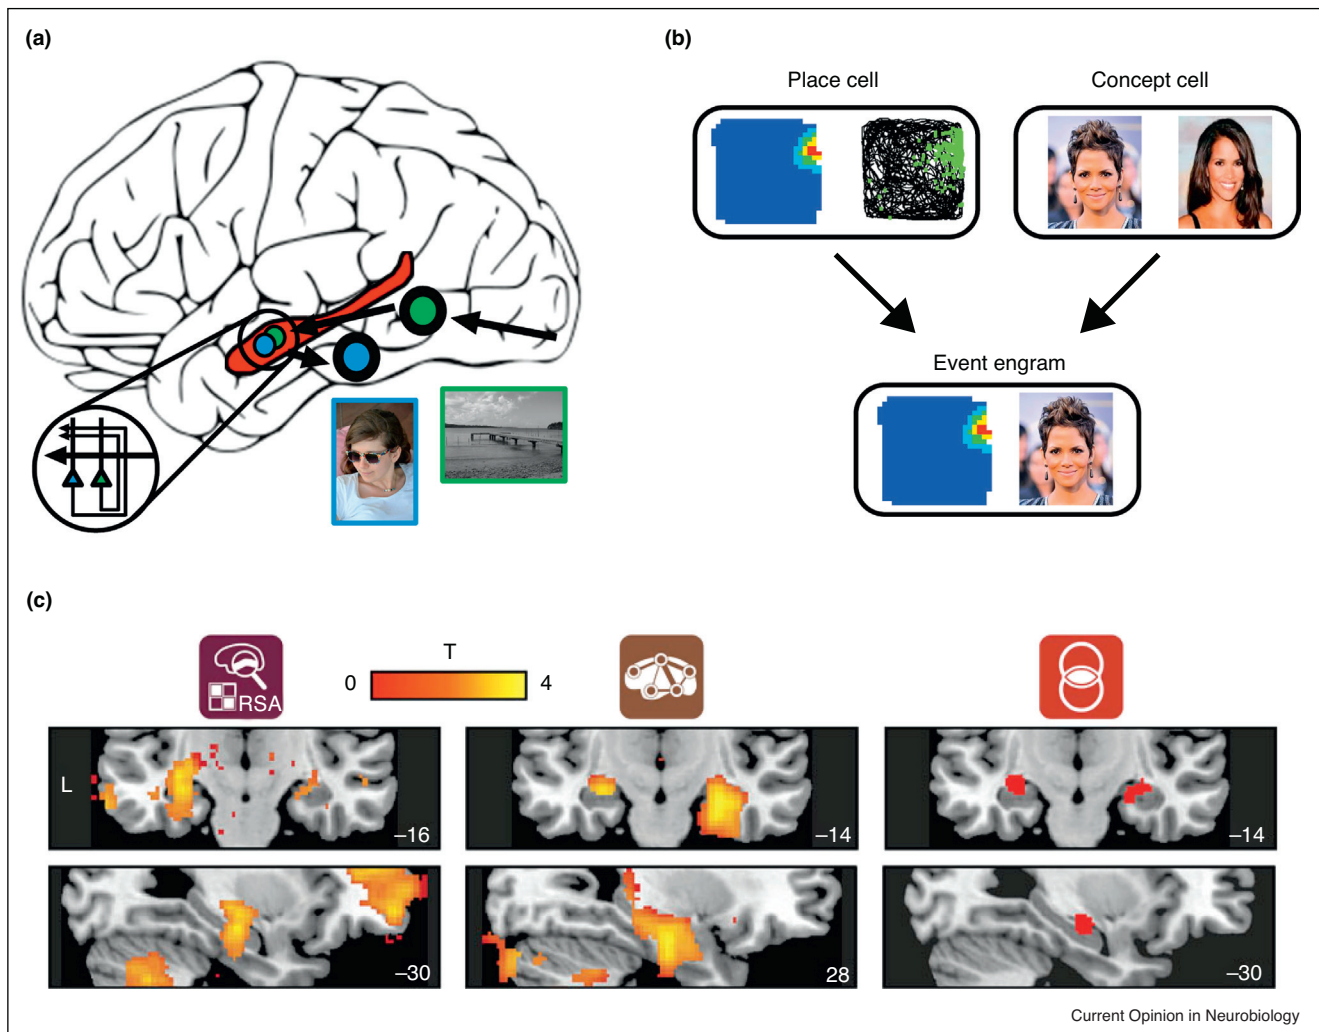 (a)
(b)
Place cell
Concept cell
Event engram
(c)
RSA
T
0
4
L
–16
–14
–14
–30
28
–30
Current Opinion in Neurobiology